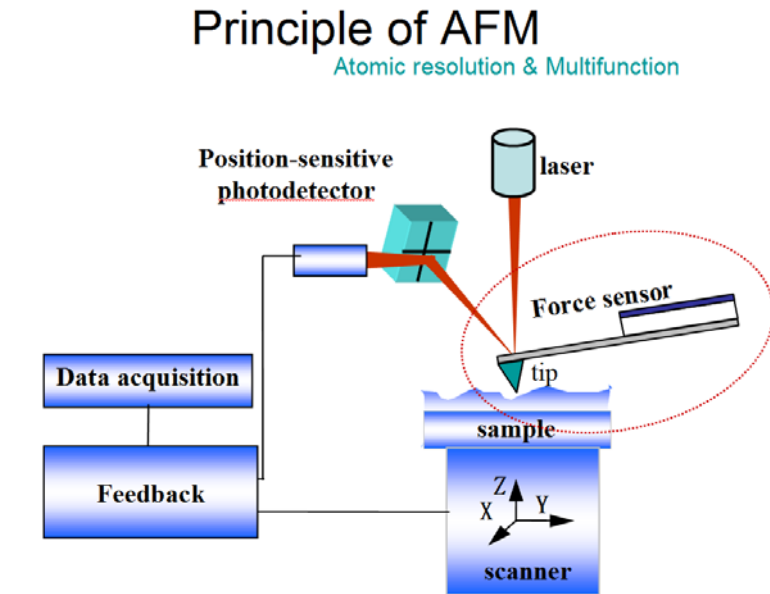 Principle of AFM
Atomic resolution & Multifunction
Position-sensitive
photodetector
laser
Force sensor
tip
Data acquisition
sample
Feedback
Z
X
Y
scanner